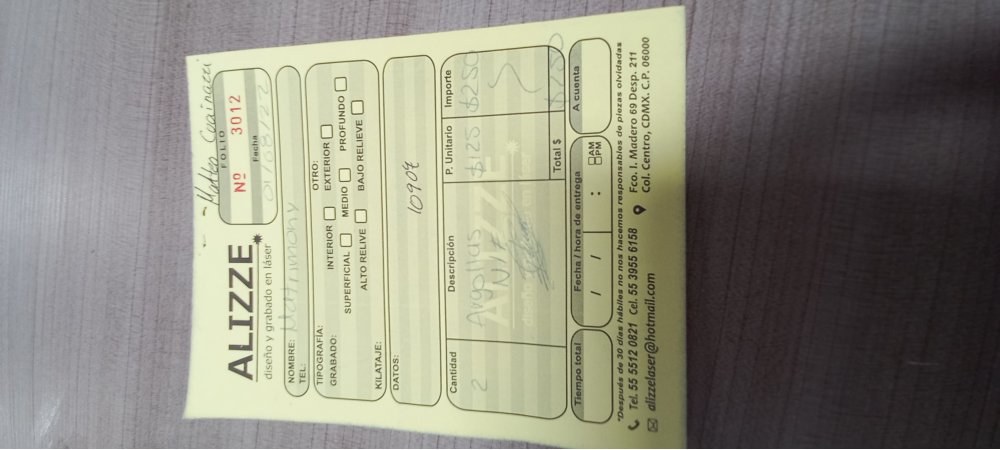 ALIZZE
diseño y grabado en láser
FOLIO
Nº 3012
Fecha
NOMBRE: Matrimony
TEL:
TIPOGRAFÍA: OTRO:
GRABADO: INTERIOR EXTERIOR
SUPERFICIAL MEDIO PROFUNDO
ALTO RELIVE BAJO RELIEVE
KILATAJE:
DATOS:
10909
Cantidad Descripción P. Unitario Importe
2 Argollas $125 $250
N/E
Total $ $250
Tiempo total Fecha / hora de entrega A cuenta
/ / : AM PM
*Después de 30 días hábiles no nos hacemos responsables de piezas olvidadas
Tel. 55 5512 0821 Cel. 55 3955 6158 Fco. I. Madero 69 Desp. 211
alizzelaser@hotmail.com Col. Centro, CDMX. C.P. 06000